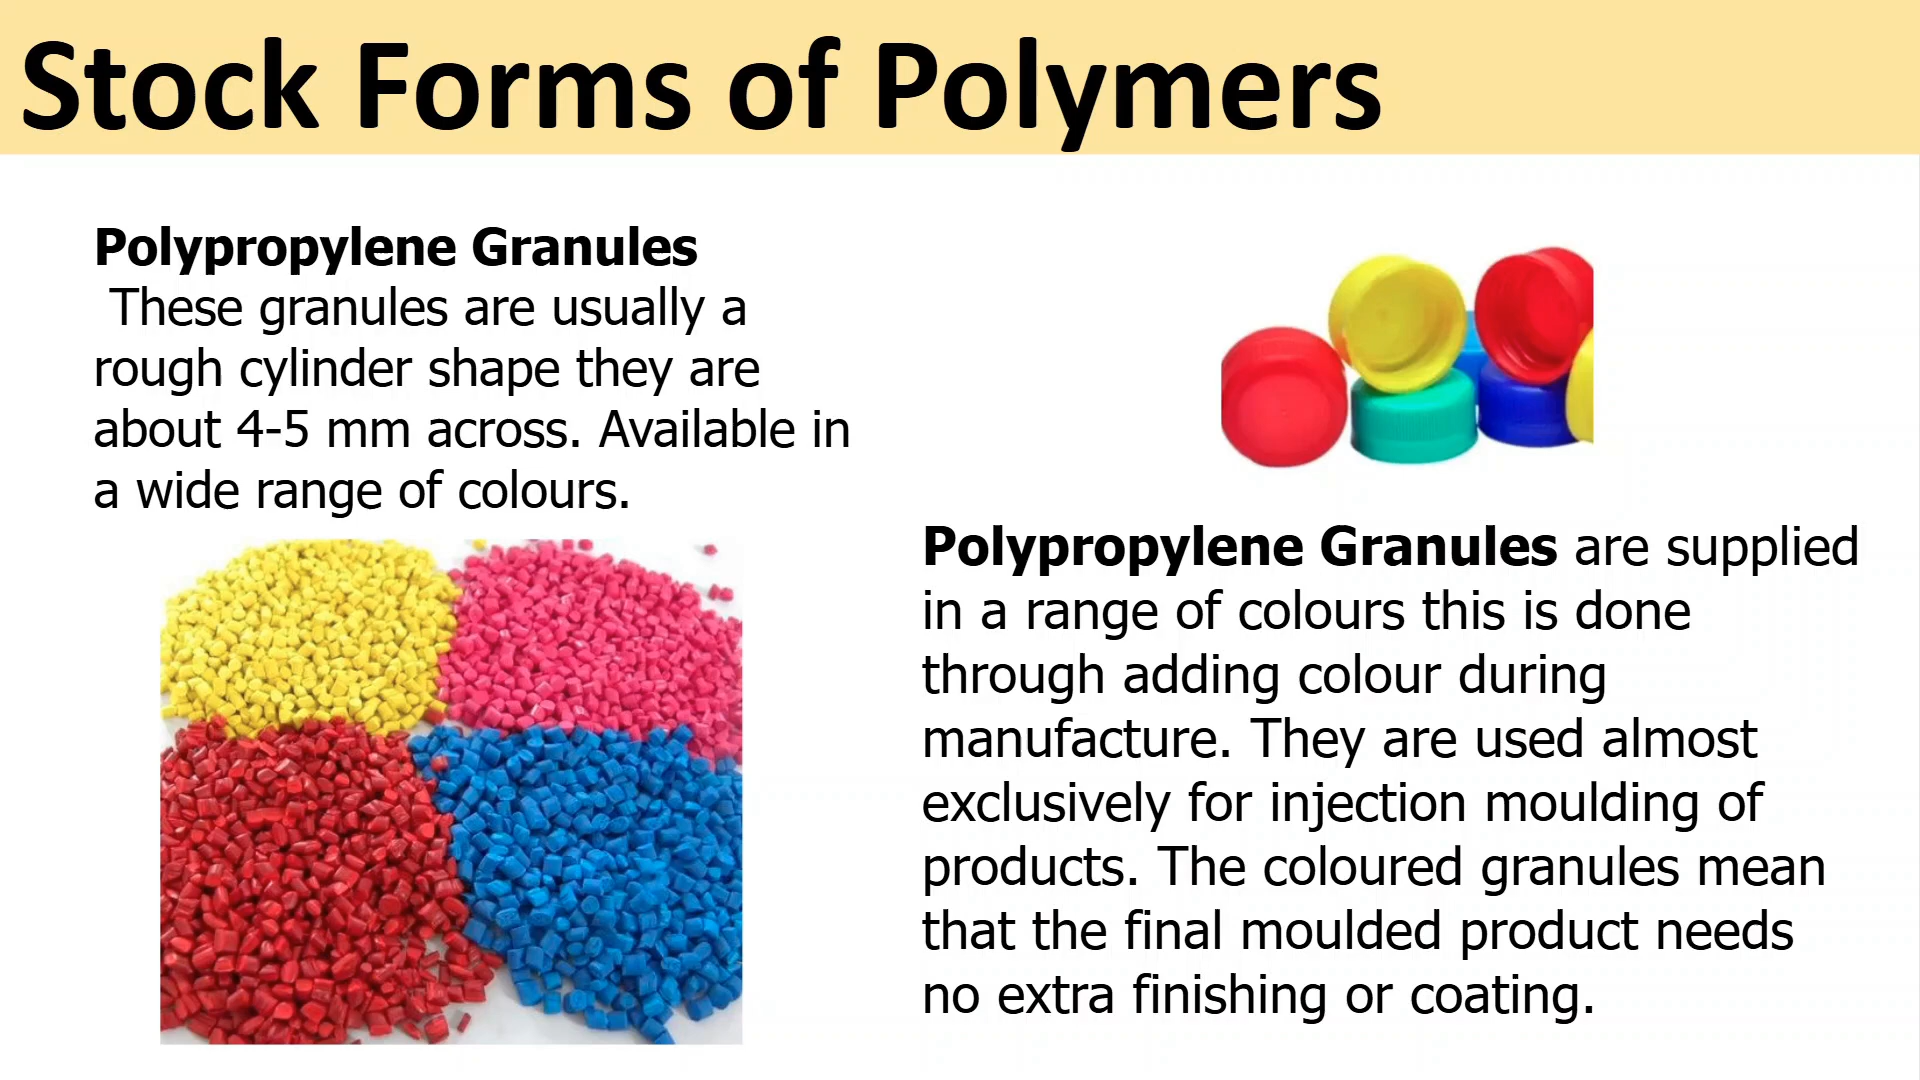 Stock Forms of Polymers
Polypropylene Granules
These granules are usually a
rough cylinder shape they are
about 4-5 mm across. Available in
a wide range of colours.
Polypropylene Granules are supplied
in a range of colours this is done
through adding colour during
manufacture. They are used almost
exclusively for injection moulding of
products. The coloured granules mean
that the final moulded product needs
no extra finishing or coating.